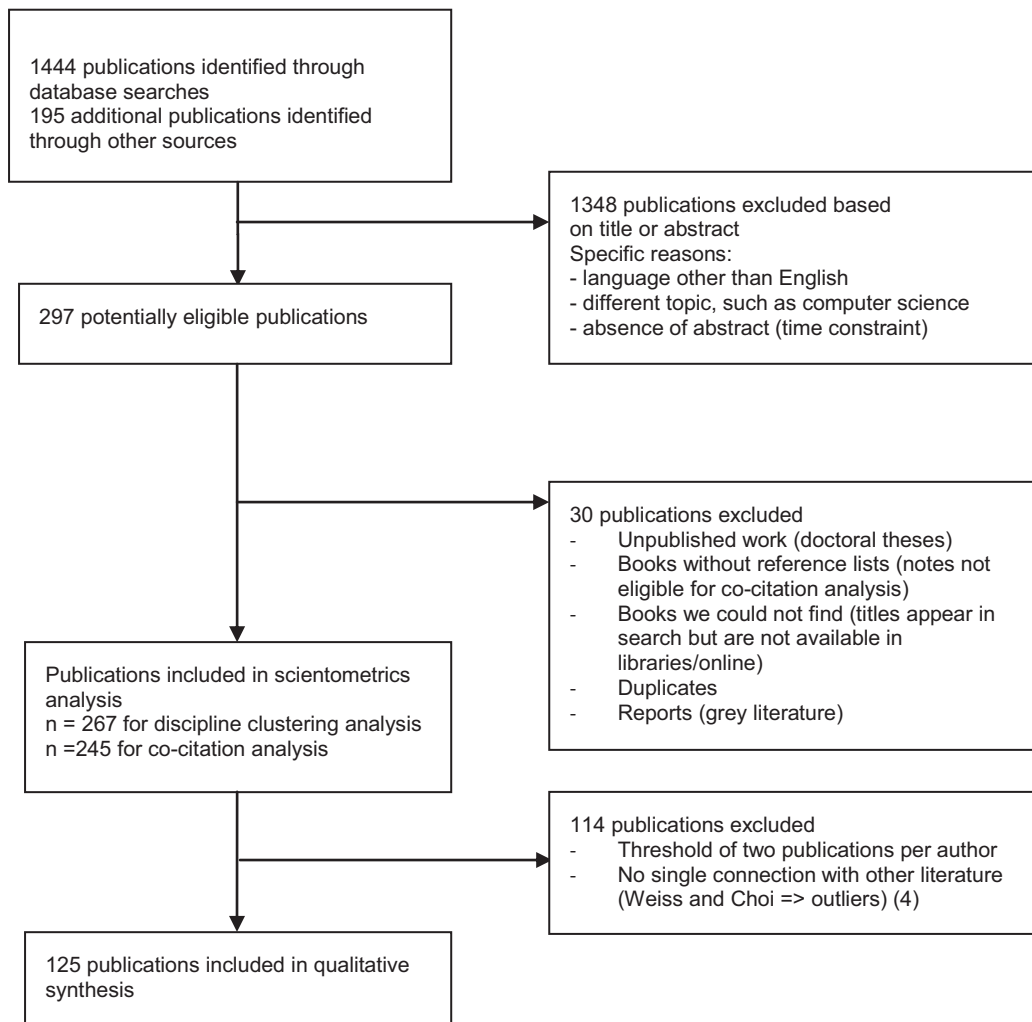 1444 publications identified through
database searches
195 additional publications identified
through other sources
1348 publications excluded based
on title or abstract
Specific reasons:
- language other than English
- different topic, such as computer science
- absence of abstract (time constraint)
297 potentially eligible publications
30 publications excluded
- Unpublished work (doctoral theses)
- Books without reference lists (notes not
eligible for co-citation analysis)
- Books we could not find (titles appear in
search but are not available in
libraries/online)
- Duplicates
- Reports (grey literature)
Publications included in scientometrics
analysis
n = 267 for discipline clustering analysis
n =245 for co-citation analysis
114 publications excluded
- Threshold of two publications per author
- No single connection with other literature
(Weiss and Choi => outliers) (4)
125 publications included in qualitative
synthesis